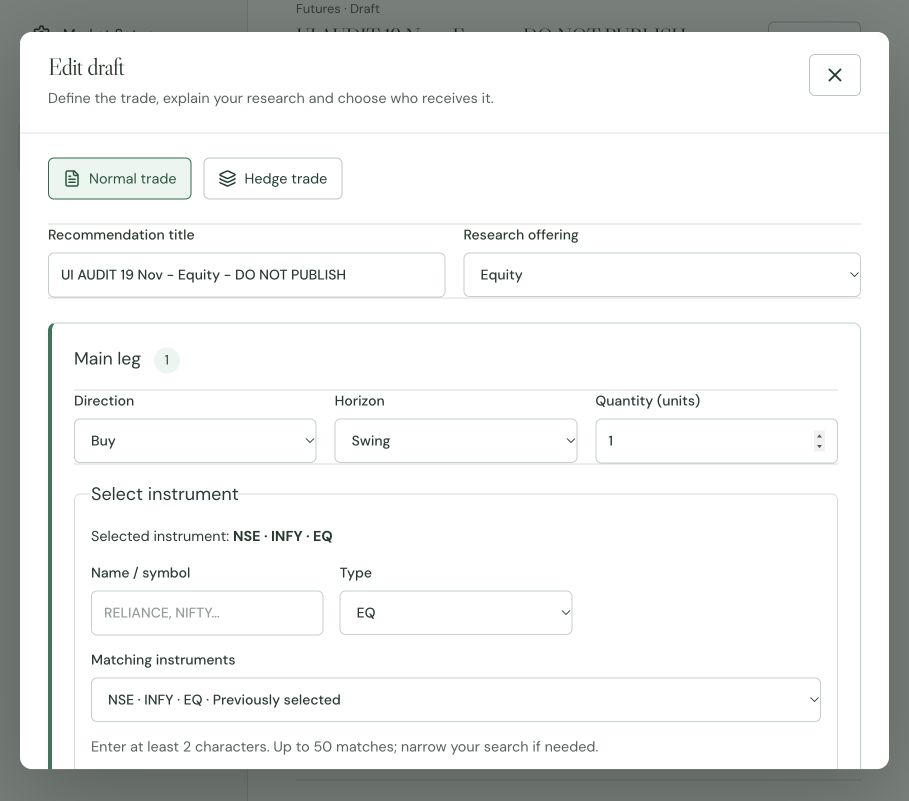 Futures · Draft
Edit draft
Define the trade, explain your research and choose who receives it.
Normal trade
Hedge trade
Recommendation title
Research offering
UI AUDIT 19 Nov – Equity – DO NOT PUBLISH
Equity
Main leg 1
Direction
Horizon
Quantity (units)
Buy
Swing
1
Select instrument
Selected instrument: NSE · INFY · EQ
Name / symbol
Type
RELIANCE, NIFTY...
EQ
Matching instruments
NSE · INFY · EQ · Previously selected
Enter at least 2 characters. Up to 50 matches; narrow your search if needed.